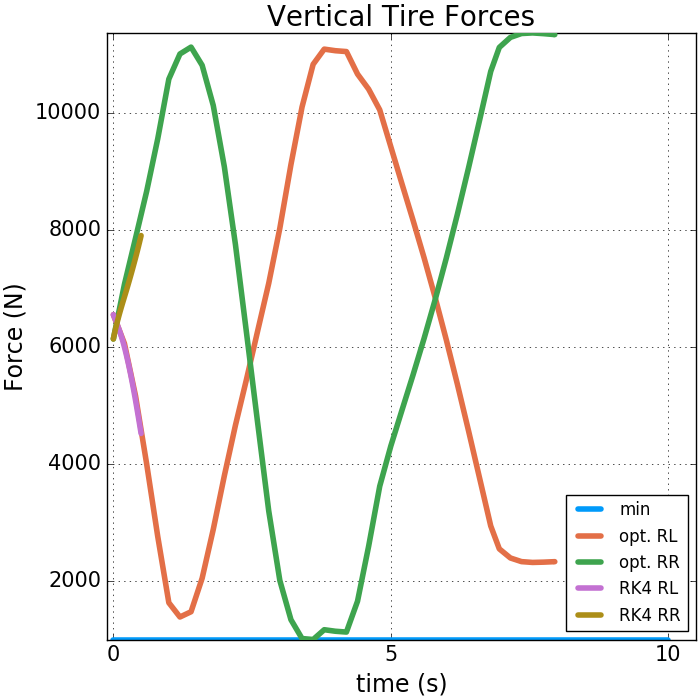 Vertical Tire Forces
Force (N)
10000
8000
6000
4000
2000
0
5
10
time (s)
min
opt. RL
opt. RR
RK4 RL
RK4 RR